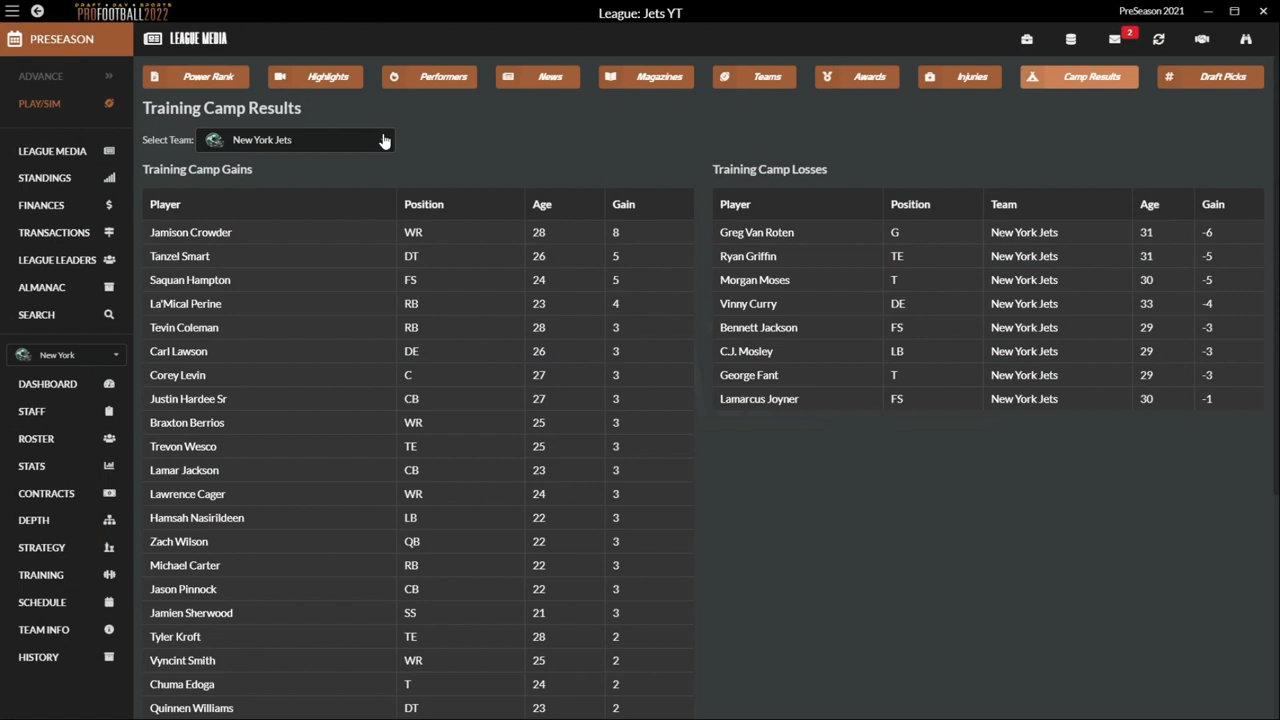 DRAFT • DAY • SPORTS
PROFOOTBALL2022
League: Jets YT
PreSeason 2021
PRESEASON
LEAGUE MEDIA
2
ADVANCE
PLAY/SIM
LEAGUE MEDIA
STANDINGS
FINANCES
TRANSACTIONS
LEAGUE LEADERS
ALMANAC
SEARCH
New York
DASHBOARD
STAFF
ROSTER
STATS
CONTRACTS
DEPTH
STRATEGY
TRAINING
SCHEDULE
TEAM INFO
HISTORY
Power Rank Highlights Performers News Magazines Teams Awards Injuries Camp Results Draft Picks
Training Camp Results
Select Team: New York Jets
Training Camp Gains
Player Position Age Gain
Jamison Crowder WR 28 8
Tanzel Smart DT 26 5
Saquan Hampton FS 24 5
La'Mical Perine RB 23 4
Tevin Coleman RB 28 3
Carl Lawson DE 26 3
Corey Levin C 27 3
Justin Hardee Sr CB 27 3
Braxton Berrios WR 25 3
Trevon Wesco TE 25 3
Lamar Jackson CB 23 3
Lawrence Cager WR 24 3
Hamsah Nasirildeen LB 22 3
Zach Wilson QB 22 3
Michael Carter RB 22 3
Jason Pinnock CB 22 3
Jamien Sherwood SS 21 3
Tyler Kroft TE 28 2
Vyncint Smith WR 25 2
Chuma Edoga T 24 2
Quinnen Williams DT 23 2
Training Camp Losses
Player Position Team Age Gain
Greg Van Roten G New York Jets 31 -6
Ryan Griffin TE New York Jets 31 -5
Morgan Moses T New York Jets 30 -5
Vinny Curry DE New York Jets 33 -4
Bennett Jackson FS New York Jets 29 -3
C.J. Mosley LB New York Jets 29 -3
George Fant T New York Jets 29 -3
Lamarcus Joyner FS New York Jets 30 -1